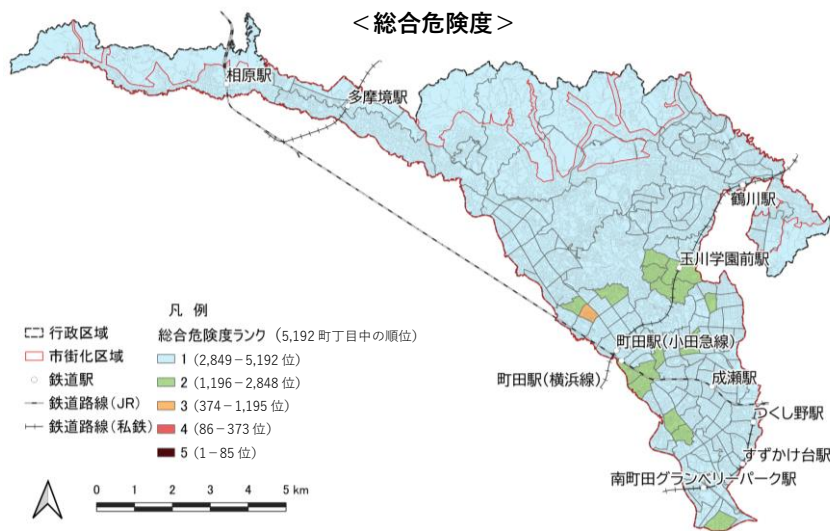 ＜総合危険度＞
相原駅
多摩境駅
鶴川駅
玉川学園前駅
町田駅(小田急線)
町田駅(横浜線)
成瀬駅
つくし野駅
すずかけ台駅
南町田グランベリーパーク駅
行政区域
市街化区域
鉄道駅
鉄道路線(JR)
鉄道路線(私鉄)
凡 例
総合危険度ランク (5,192 町丁目中の順位)
1 (2,849－5,192 位)
2 (1,196－2,848 位)
3 (374－1,195 位)
4 (86－373 位)
5 (1－85 位)
0 1 2 3 4 5 km